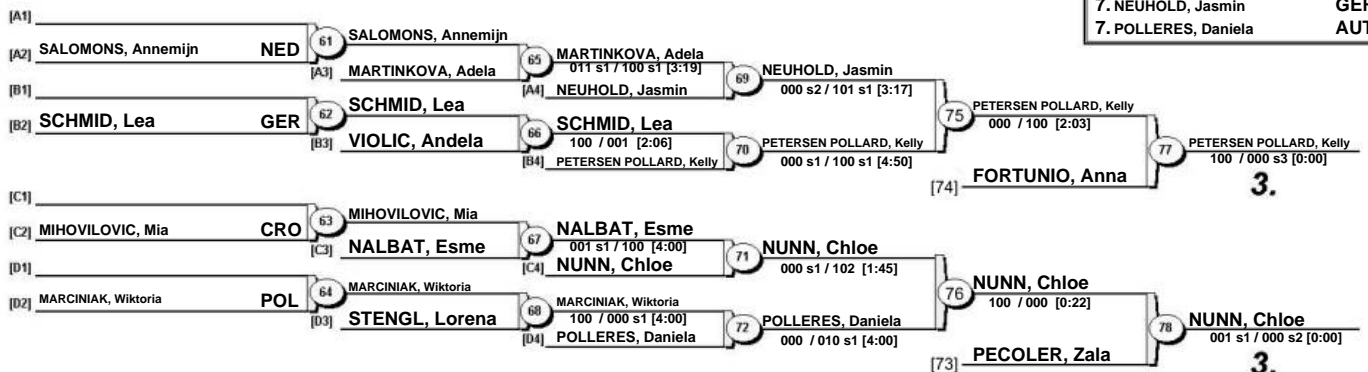 7. NEUHOLD, Jasmin GER
7. POLLERES, Daniela AUT
[A1]
[A2] SALOMONS, Annemijn NED
61
SALOMONS, Annemijn
[A3] MARTINKOVA, Adela
65
MARTINKOVA, Adela
011 s1 / 100 s1 [3:19]
[A4] NEUHOLD, Jasmin
69
NEUHOLD, Jasmin
000 s2 / 101 s1 [3:17]
[B1]
[B2] SCHMID, Lea GER
62
SCHMID, Lea
[B3] VIOLIC, Andela
66
SCHMID, Lea
100 / 001 [2:06]
[B4] PETERSEN POLLARD, Kelly
70
PETERSEN POLLARD, Kelly
000 s1 / 100 s1 [4:50]
75
PETERSEN POLLARD, Kelly
000 / 100 [2:03]
[74] FORTUNIO, Anna
77
PETERSEN POLLARD, Kelly
100 / 000 s3 [0:00]
3.
[C1]
[C2] MIHOVILOVIC, Mia CRO
63
MIHOVILOVIC, Mia
[C3] NALBAT, Esme
67
NALBAT, Esme
001 s1 / 100 [4:00]
[C4] NUNN, Chloe
71
NUNN, Chloe
000 s1 / 102 [1:45]
[D1]
[D2] MARCINIAK, Wiktoria POL
64
MARCINIAK, Wiktoria
[D3] STENGL, Lorena
68
MARCINIAK, Wiktoria
100 / 000 s1 [4:00]
[D4] POLLERES, Daniela
72
POLLERES, Daniela
000 / 010 s1 [4:00]
76
NUNN, Chloe
100 / 000 [0:22]
[73] PECOLER, Zala
78
NUNN, Chloe
001 s1 / 000 s2 [0:00]
3.